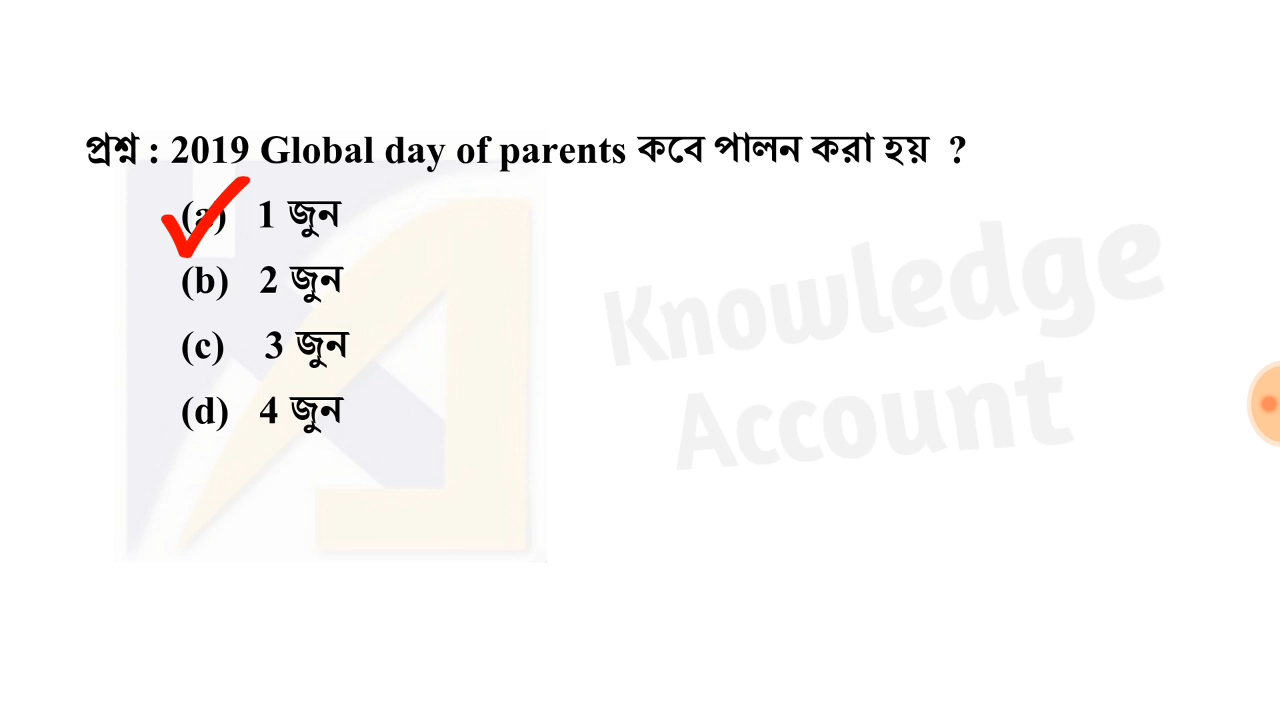 প্রশ্ন : 2019 Global day of parents কবে পালন করা হয় ?
(a) 1 জুন
(b) 2 জুন
(c) 3 জুন
(d) 4 জুন
Knowledge
Account